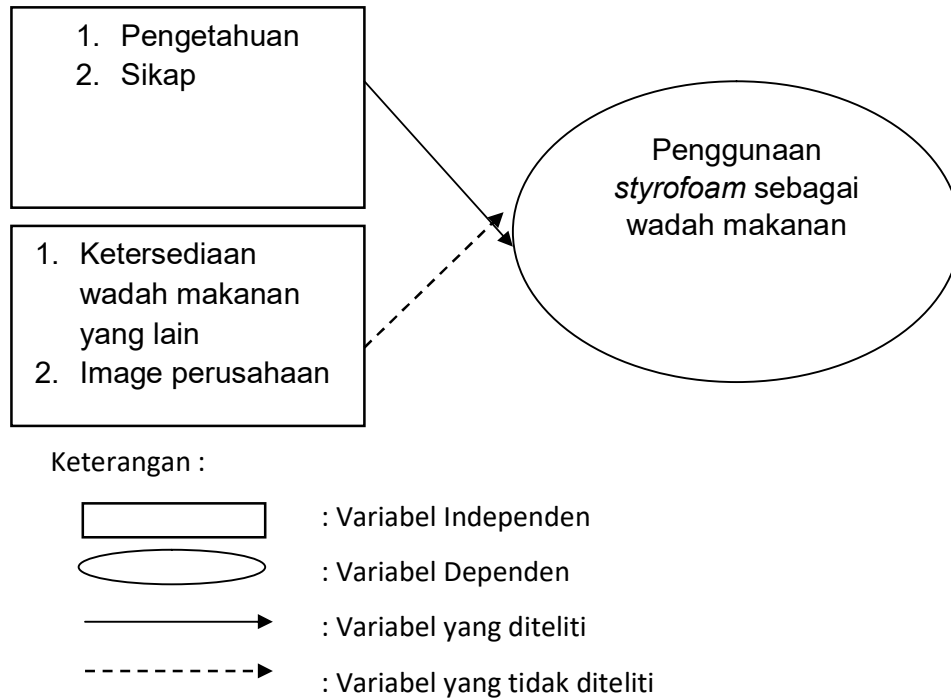 1. Pengetahuan
2. Sikap
Penggunaan
styrofoam sebagai
wadah makanan
1. Ketersediaan
wadah makanan
yang lain
2. Image perusahaan
Keterangan :
: Variabel Independen
: Variabel Dependen
: Variabel yang diteliti
: Variabel yang tidak diteliti